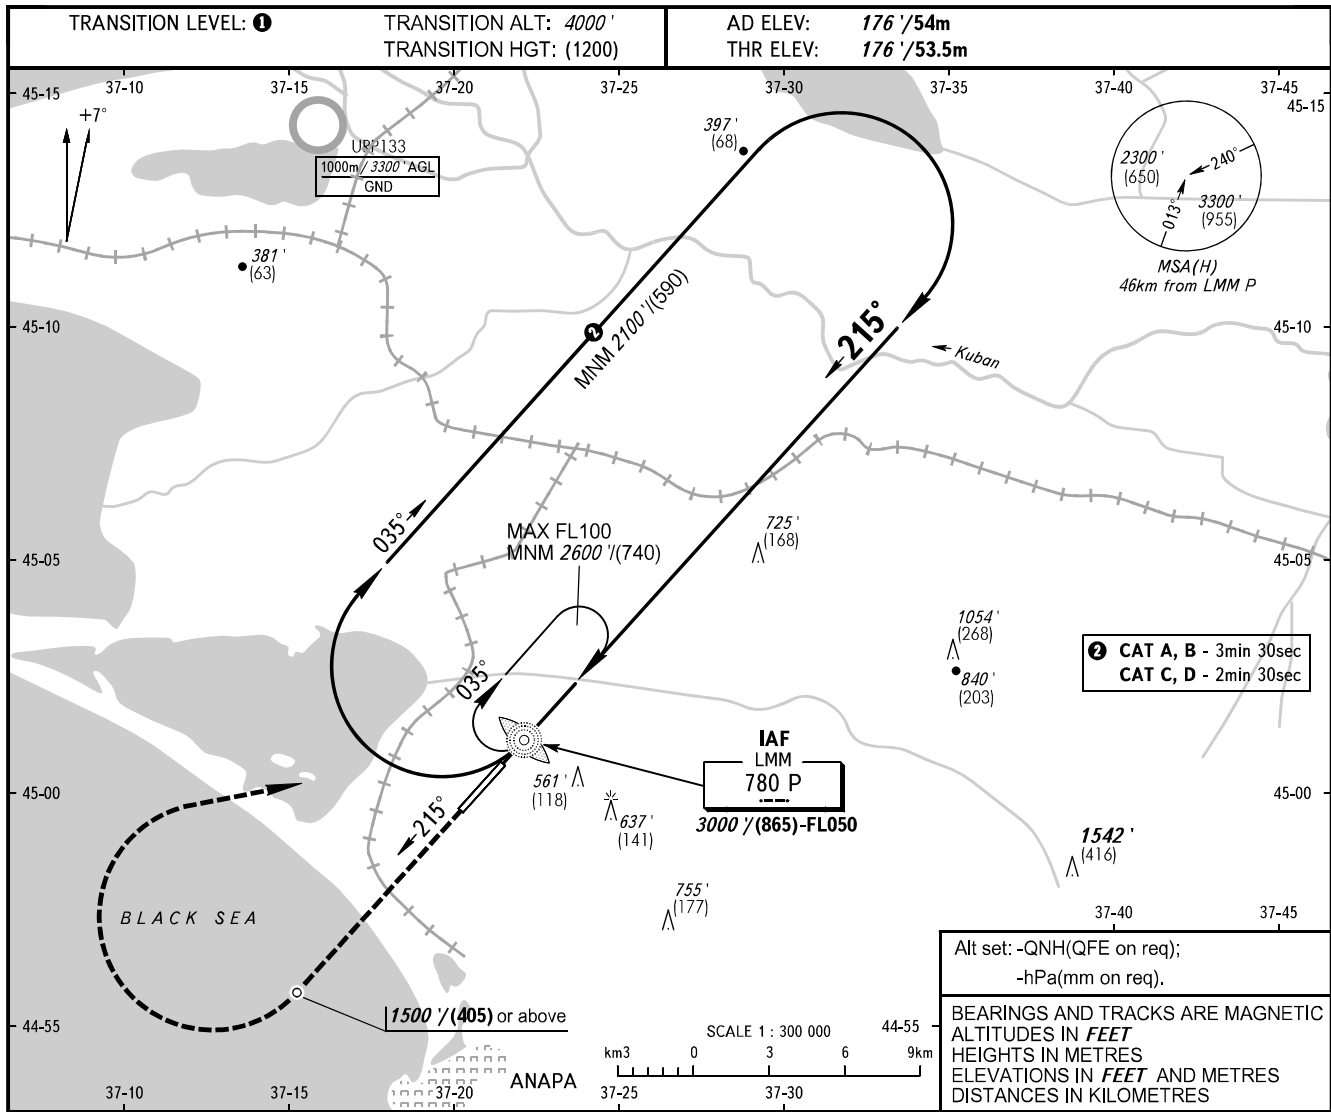 TRANSITION LEVEL: ❶
TRANSITION ALT: 4000'
TRANSITION HGT: (1200)
AD ELEV: 176'/54m
THR ELEV: 176'/53.5m
45-15
37-10
37-15
37-20
37-25
37-30
37-40
37-45
45-15
+7°
URP133
1000m/3300' AGL
GND
397'
(68)
2300'
(650)
240°
013°
3300'
(955)
MSA(H)
46km from LMM P
381'
(63)
45-10
❷
MNM 2100'/(590)
215°
Kuban
45-10
035°
MAX FL100
MNM 2600'/(740)
725'
(168)
45-05
45-05
1054'
(268)
840'
(203)
❷ CAT A, B - 3min 30sec
CAT C, D - 2min 30sec
035°
IAF
LMM
780 P
3000'/(865)-FL050
561'
(118)
637'
(141)
45-00
45-00
215°
1542'
(416)
755'
(177)
BLACK SEA
37-40
37-45
1500'/(405) or above
Alt set: -QNH(QFE on req);
-hPa(mm on req).
44-55
SCALE 1 : 300 000
44-55
km3 0 3 6 9km
BEARINGS AND TRACKS ARE MAGNETIC
ALTITUDES IN FEET
HEIGHTS IN METRES
ELEVATIONS IN FEET AND METRES
DISTANCES IN KILOMETRES
ANAPA
37-10
37-15
37-20
37-25
37-30